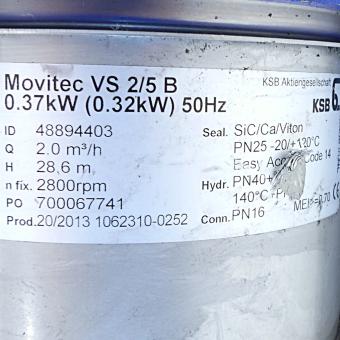 KSB Aktiengesellschaft
Movitec VS 2/5 B
0.37kW (0.32kW) 50Hz
KSB
ID 48894403
Q 2.0 m³/h
H 28,6 m
n fix. 2800rpm
PO 700067741
Prod. 20/2013 1062310-0252
Seal. SiC/Ca/Viton
PN25 -20/+120°C
Easy Code 14
Hydr. PN40
140°C
Conn. PN16